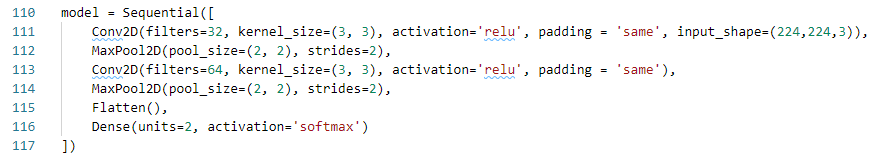 110 model = Sequential([
111 Conv2D(filters=32, kernel_size=(3, 3), activation='relu', padding = 'same', input_shape=(224,224,3)),
112 MaxPool2D(pool_size=(2, 2), strides=2),
113 Conv2D(filters=64, kernel_size=(3, 3), activation='relu', padding = 'same'),
114 MaxPool2D(pool_size=(2, 2), strides=2),
115 Flatten(),
116 Dense(units=2, activation='softmax')
117 ])